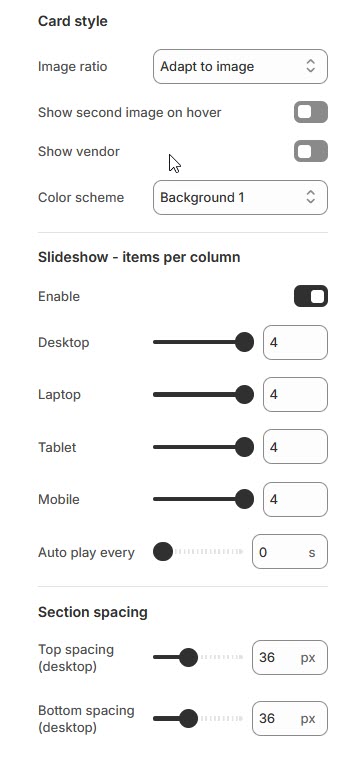 Card style
Image ratio Adapt to image
Show second image on hover
Show vendor
Color scheme Background 1
Slideshow - items per column
Enable
Desktop 4
Laptop 4
Tablet 4
Mobile 4
Auto play every 0 s
Section spacing
Top spacing
(desktop) 36 px
Bottom spacing
(desktop) 36 px